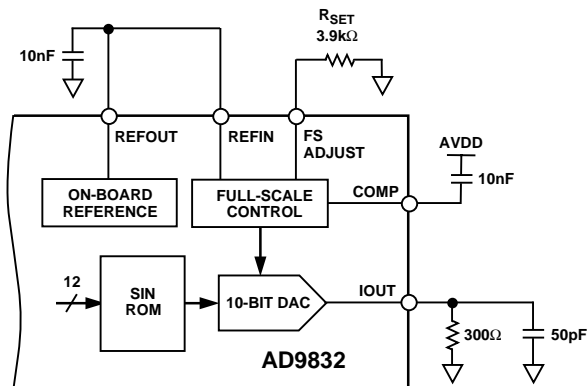 R_SET
3.9kΩ
10nF
REFOUT
REFIN
FS
ADJUST
AVDD
10nF
COMP
ON-BOARD
REFERENCE
FULL-SCALE
CONTROL
12
SIN
ROM
10-BIT DAC
IOUT
300Ω
50pF
AD9832